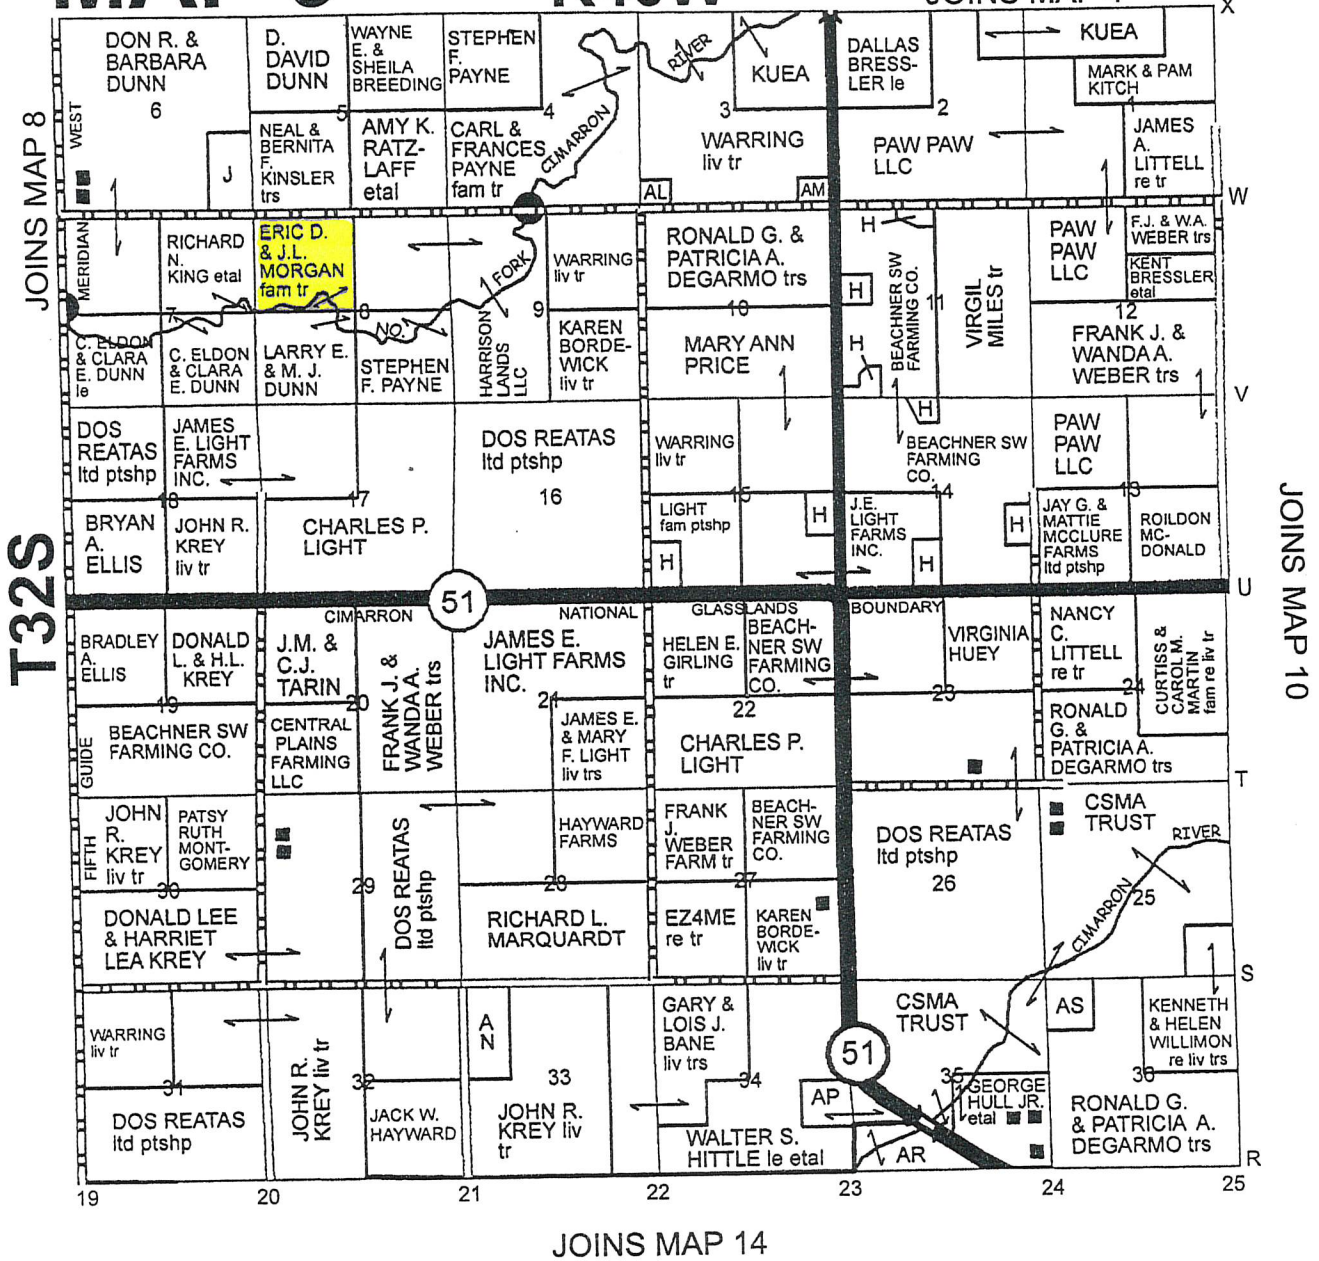 JOINS MAP 8
T32S
JOINS MAP 10
JOINS MAP 14
X
W
V
U
T
S
R
19
20
21
22
23
24
25
DON R. &
BARBARA
DUNN
6
WEST
J
D.
DAVID
DUNN
5
WAYNE
E. &
SHEILA
BREEDING
STEPHEN
F.
PAYNE
NEAL &
BERNITA
F.
KINSLER
trs
AMY K.
RATZ-
LAFF
etal
CARL &
FRANCES
PAYNE
fam tr
4
CIMARRON
RIVER
KUEA
3
WARRING
liv tr
AL
AM
DALLAS
BRESS-
LER le
2
PAW PAW
LLC
KUEA
MARK & PAM
KITCH
1
JAMES
A.
LITTELL
re tr
MERIDIAN
RICHARD
N.
KING etal
7
C. ELDON
& CLARA
E. DUNN
le
C. ELDON
& CLARA
E. DUNN
ERIC D.
& J.L.
MORGAN
fam tr
8
LARRY E.
& M. J.
DUNN
NO.
STEPHEN
F. PAYNE
FORK
HARRISON
LANDS
LLC
WARRING
liv tr
9
KAREN
BORDE-
WICK
liv tr
RONALD G. &
PATRICIA A.
DEGARMO trs
10
MARY ANN
PRICE
H
H
H
H
BEACHNER SW
FARMING CO.
11
VIRGIL
MILES tr
PAW
PAW
LLC
F.J. & W.A.
WEBER trs
KENT
BRESSLER
etal
12
FRANK J. &
WANDA A.
WEBER trs
DOS
REATAS
ltd ptshp
JAMES
E. LIGHT
FARMS
INC.
18
BRYAN
A.
ELLIS
JOHN R.
KREY
liv tr
17
CHARLES P.
LIGHT
DOS REATAS
ltd ptshp
16
WARRING
liv tr
15
LIGHT
fam ptshp
H
H
BEACHNER SW
FARMING
CO.
14
J.E.
LIGHT
FARMS
INC.
H
H
PAW
PAW
LLC
13
JAY G. &
MATTIE
MCCLURE
FARMS
ltd ptshp
ROILDON
MC-
DONALD
51
CIMARRON
NATIONAL
GLASSLANDS
BOUNDARY
BRADLEY
A.
ELLIS
DONALD
L. & H.L.
KREY
19
BEACHNER SW
FARMING CO.
GUIDE
J.M. &
C.J.
TARIN
20
CENTRAL
PLAINS
FARMING
LLC
FRANK J. &
WANDA A.
WEBER trs
JAMES E.
LIGHT FARMS
INC.
21
JAMES E.
& MARY
F. LIGHT
liv trs
HELEN E.
GIRLING
tr
BEACH-
NER SW
FARMING
CO.
22
CHARLES P.
LIGHT
VIRGINIA
HUEY
23
NANCY
C.
LITTELL
re tr
24
CURTISS &
CAROL M.
MARTIN
fam re liv tr
RONALD
G. &
PATRICIA A.
DEGARMO trs
FIFTH
JOHN
R.
KREY
liv tr
PATSY
RUTH
MONT-
GOMERY
30
DONALD LEE
& HARRIET
LEA KREY
29
DOS REATAS
ltd ptshp
HAYWARD
FARMS
28
RICHARD L.
MARQUARDT
FRANK
J.
WEBER
FARM tr
BEACH-
NER SW
FARMING
CO.
27
EZ4ME
re tr
KAREN
BORDE-
WICK
liv tr
DOS REATAS
ltd ptshp
26
CSMA
TRUST
RIVER
25
CIMARRON
WARRING
liv tr
31
DOS REATAS
ltd ptshp
JOHN R.
KREY liv tr
32
JACK W.
HAYWARD
A
N
33
JOHN R.
KREY liv
tr
GARY &
LOIS J.
BANE
liv trs
34
WALTER S.
HITTLE le etal
AP
51
CSMA
TRUST
35
GEORGE
HULL JR.
etal
AR
AS
KENNETH
& HELEN
WILLIMON
re liv trs
36
RONALD G.
& PATRICIA A.
DEGARMO trs